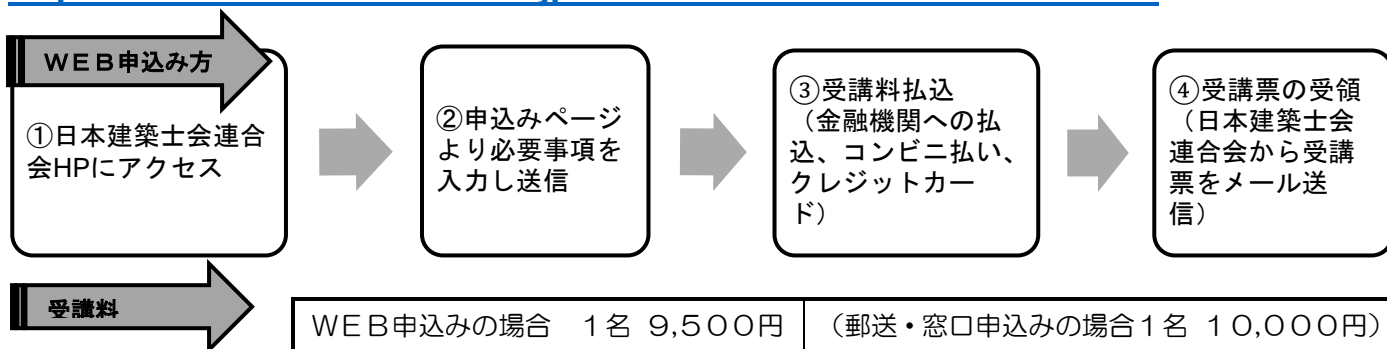 WEB申込み方
①日本建築士会連合
会HPにアクセス
②申込みページ
より必要事項を
入力し送信
③受講料払込
（金融機関への払
込、コンビニ払い、
クレジットカー
ド）
④受講票の受領
（日本建築士会
連合会から受講
票をメール送
信）
受講料
WEB申込みの場合　1名 9,500円
（郵送・窓口申込みの場合1名 10,000円）